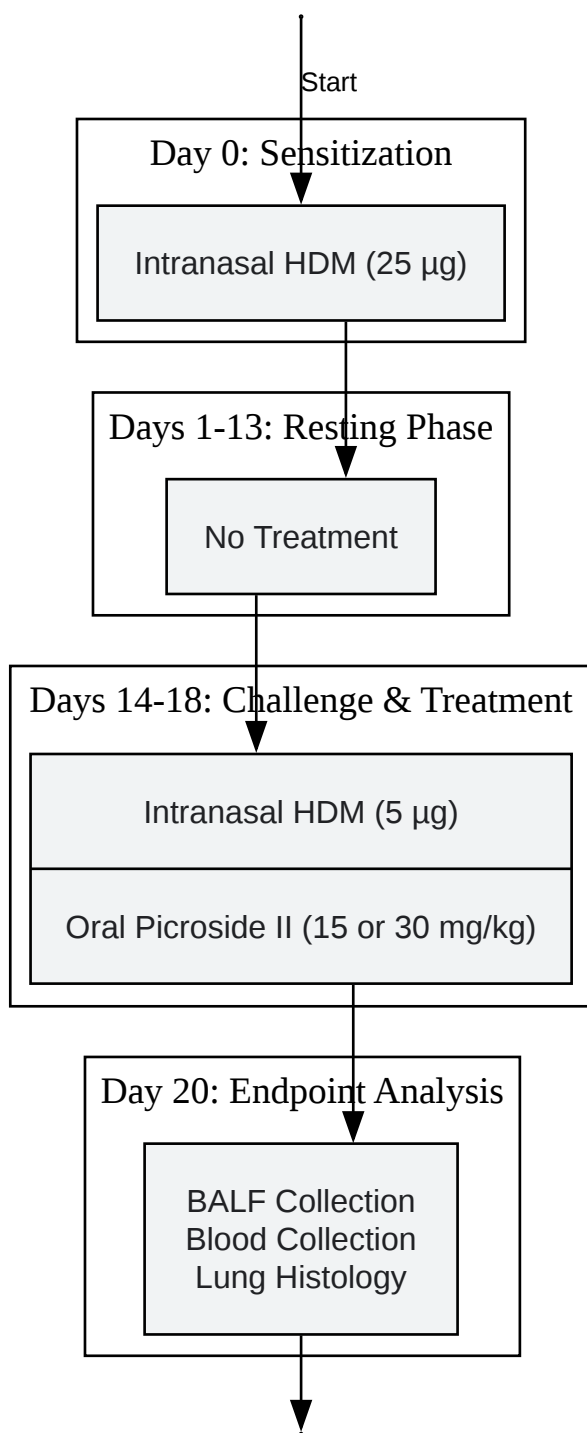 Start
Day 0: Sensitization
Intranasal HDM (25 µg)
Days 1-13: Resting Phase
No Treatment
Days 14-18: Challenge & Treatment
Intranasal HDM (5 µg)
Oral Picroside II (15 or 30 mg/kg)
Day 20: Endpoint Analysis
BALF Collection
Blood Collection
Lung Histology